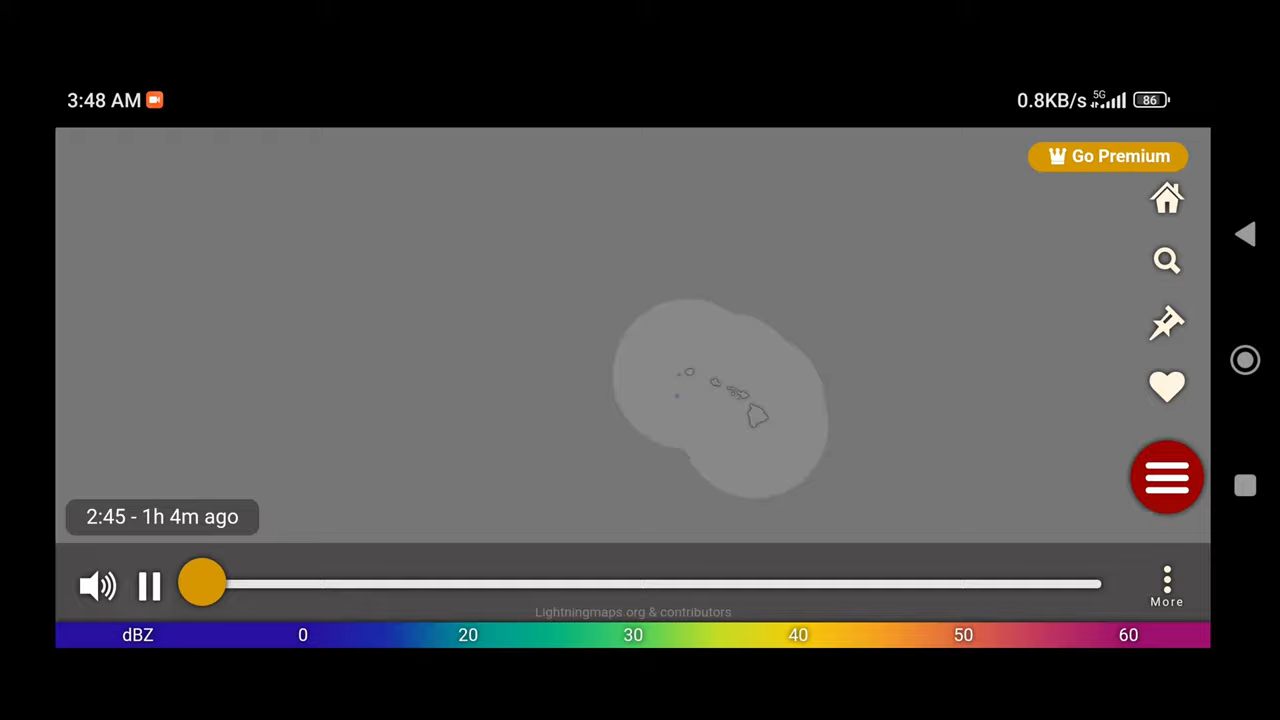 3:48 AM
0.8KB/s 5G 86
Go Premium
2:45 - 1h 4m ago
More
Lightningmaps.org & contributors
dBZ 0 20 30 40 50 60